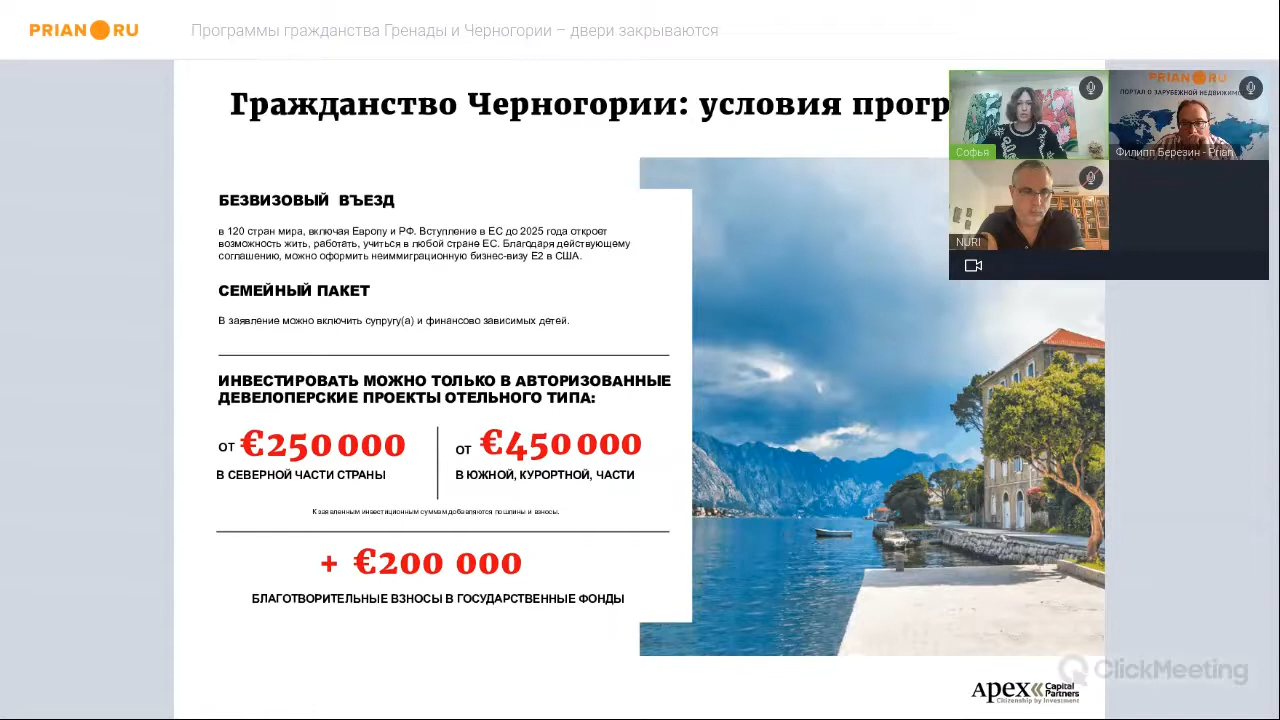 PRIAN RU
Программы гражданства Гренады и Черногории – двери закрываются
Гражданство Черногории: условия прогр
PRIAN RU
ПОРТАЛ О ЗАРУБЕЖНОЙ НЕДВИЖИМО
Софья
Филипп Березин - Prian
NURI
БЕЗВИЗОВЫЙ ВЪЕЗД
в 120 стран мира, включая Европу и РФ. Вступление в ЕС до 2025 года откроет
возможность жить, работать, учиться в любой стране ЕС. Благодаря действующему
соглашению, можно оформить неиммиграционную бизнес-визу Е2 в США.
СЕМЕЙНЫЙ ПАКЕТ
В заявление можно включить супругу(а) и финансово зависимых детей.
ИНВЕСТИРОВАТЬ МОЖНО ТОЛЬКО В АВТОРИЗОВАННЫЕ
ДЕВЕЛОПЕРСКИЕ ПРОЕКТЫ ОТЕЛЬНОГО ТИПА:
ОТ €250 000
В СЕВЕРНОЙ ЧАСТИ СТРАНЫ
ОТ €450 000
В ЮЖНОЙ, КУРОРТНОЙ, ЧАСТИ
К заявленным инвестиционным суммам добавляются пошлины и взносы.
+ €200 000
БЛАГОТВОРИТЕЛЬНЫЕ ВЗНОСЫ В ГОСУДАРСТВЕННЫЕ ФОНДЫ
ClickMeeting
APEX Capital Partners
Citizenship by Investment